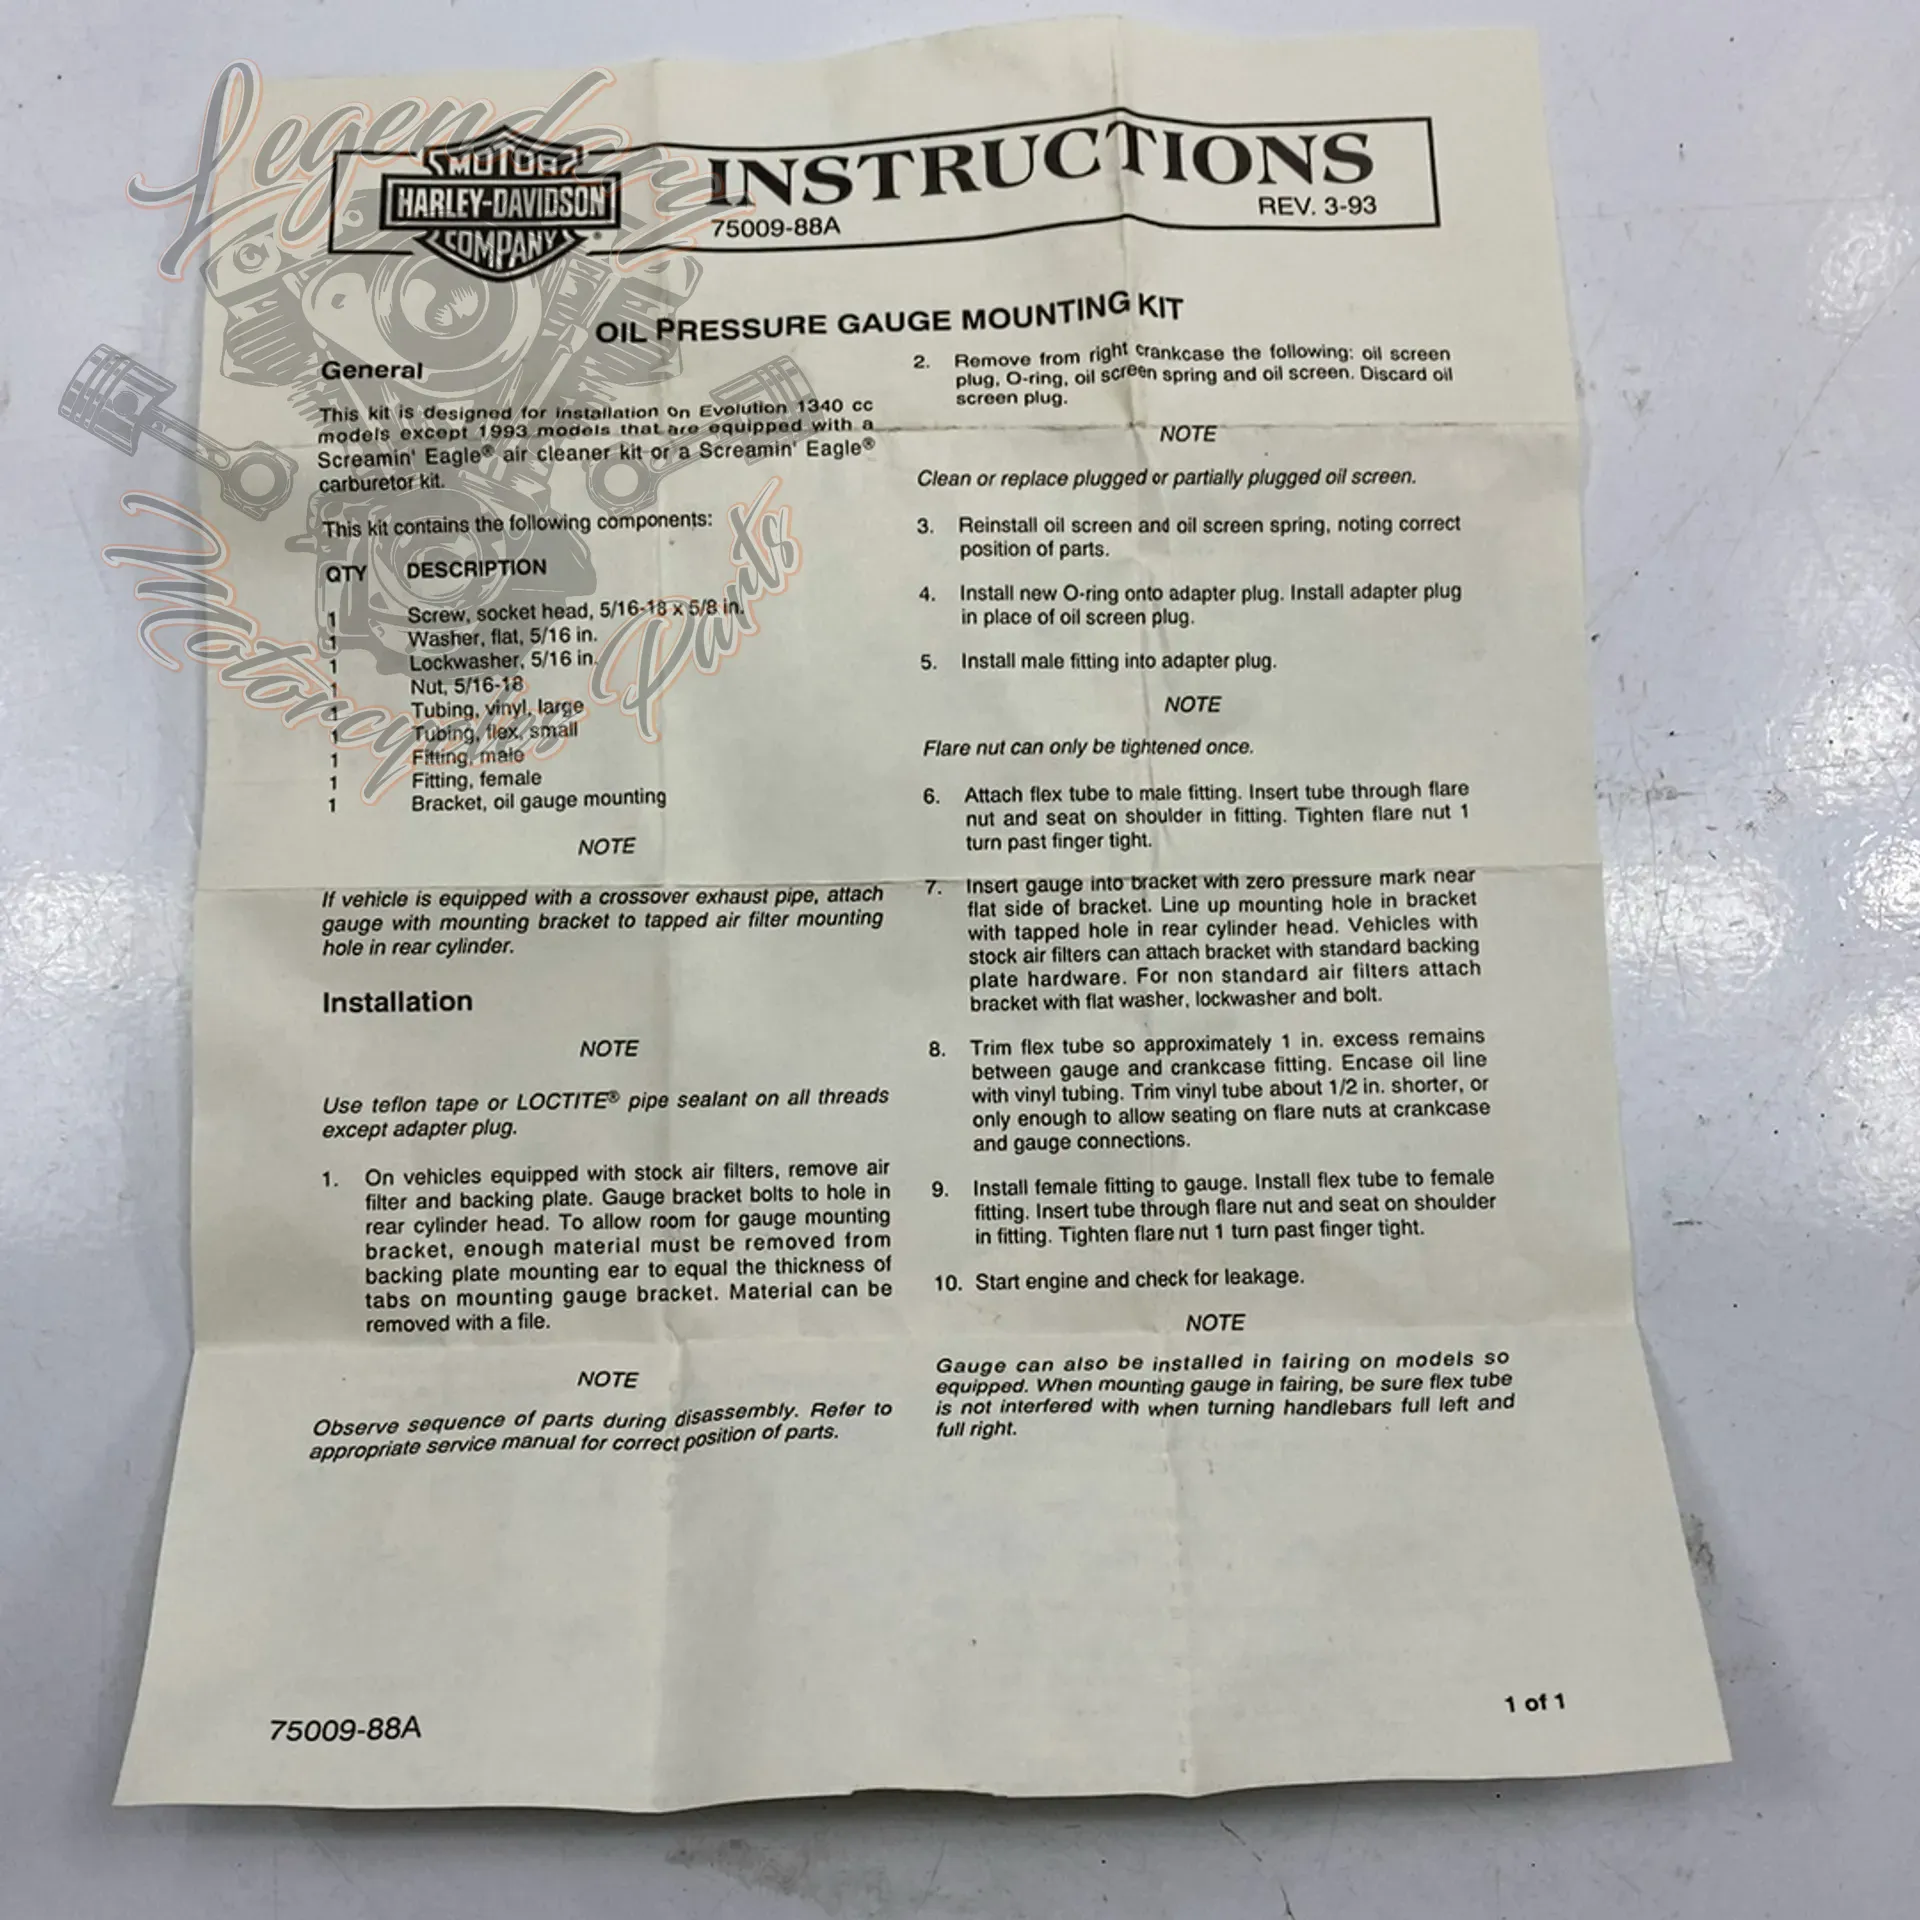 Legendary
Motorcycles Parts
MOTOR
HARLEY-DAVIDSON
COMPANY
®
INSTRUCTIONS
75009-88A
REV. 3-93
OIL PRESSURE GAUGE MOUNTING KIT
General
This kit is designed for installation on Evolution 1340 cc
models except 1993 models that are equipped with a
Screamin' Eagle® air cleaner kit or a Screamin' Eagle®
carburetor kit.
This kit contains the following components:
QTY DESCRIPTION
1 Screw, socket head, 5/16-18 x 5/8 in.
1 Washer, flat, 5/16 in.
1 Lockwasher, 5/16 in.
1 Nut, 5/16-18
1 Tubing, vinyl, large
1 Tubing, flex, small
1 Fitting, male
1 Fitting, female
1 Bracket, oil gauge mounting
NOTE
If vehicle is equipped with a crossover exhaust pipe, attach
gauge with mounting bracket to tapped air filter mounting
hole in rear cylinder.
Installation
NOTE
Use teflon tape or LOCTITE® pipe sealant on all threads
except adapter plug.
1. On vehicles equipped with stock air filters, remove air
filter and backing plate. Gauge bracket bolts to hole in
rear cylinder head. To allow room for gauge mounting
bracket, enough material must be removed from
backing plate mounting ear to equal the thickness of
tabs on mounting gauge bracket. Material can be
removed with a file.
NOTE
Observe sequence of parts during disassembly. Refer to
appropriate service manual for correct position of parts.
2. Remove from right crankcase the following: oil screen
plug, O-ring, oil screen spring and oil screen. Discard oil
screen plug.
NOTE
Clean or replace plugged or partially plugged oil screen.
3. Reinstall oil screen and oil screen spring, noting correct
position of parts.
4. Install new O-ring onto adapter plug. Install adapter plug
in place of oil screen plug.
5. Install male fitting into adapter plug.
NOTE
Flare nut can only be tightened once.
6. Attach flex tube to male fitting. Insert tube through flare
nut and seat on shoulder in fitting. Tighten flare nut 1
turn past finger tight.
7. Insert gauge into bracket with zero pressure mark near
flat side of bracket. Line up mounting hole in bracket
with tapped hole in rear cylinder head. Vehicles with
stock air filters can attach bracket with standard backing
plate hardware. For non standard air filters attach
bracket with flat washer, lockwasher and bolt.
8. Trim flex tube so approximately 1 in. excess remains
between gauge and crankcase fitting. Encase oil line
with vinyl tubing. Trim vinyl tube about 1/2 in. shorter, or
only enough to allow seating on flare nuts at crankcase
and gauge connections.
9. Install female fitting to gauge. Install flex tube to female
fitting. Insert tube through flare nut and seat on shoulder
in fitting. Tighten flare nut 1 turn past finger tight.
10. Start engine and check for leakage.
NOTE
Gauge can also be installed in fairing on models so
equipped. When mounting gauge in fairing, be sure flex tube
is not interfered with when turning handlebars full left and
full right.
75009-88A
1 of 1